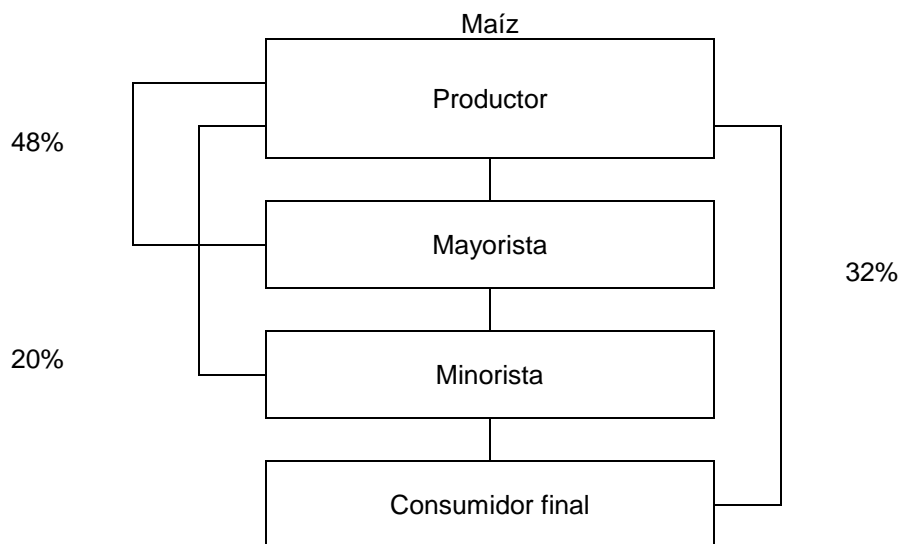 Maíz
Productor
48%
Mayorista
32%
Minorista
20%
Consumidor final